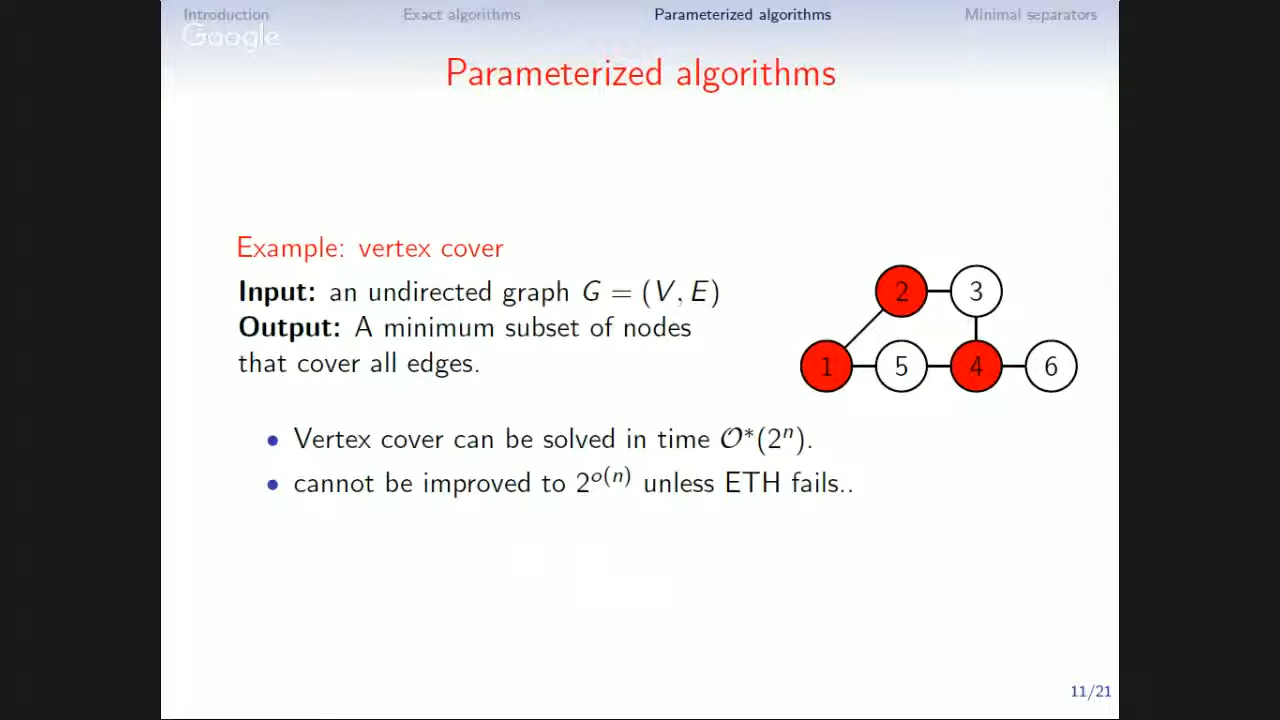 Introduction Exact algorithms Parameterized algorithms Minimal separators
Google
Parameterized algorithms
Example: vertex cover
Input: an undirected graph G = (V, E)
Output: A minimum subset of nodes
that cover all edges.
2 3
1 5 4 6
• Vertex cover can be solved in time 𝒪*(2ⁿ).
• cannot be improved to 2^{o(n)} unless ETH fails..
11/21